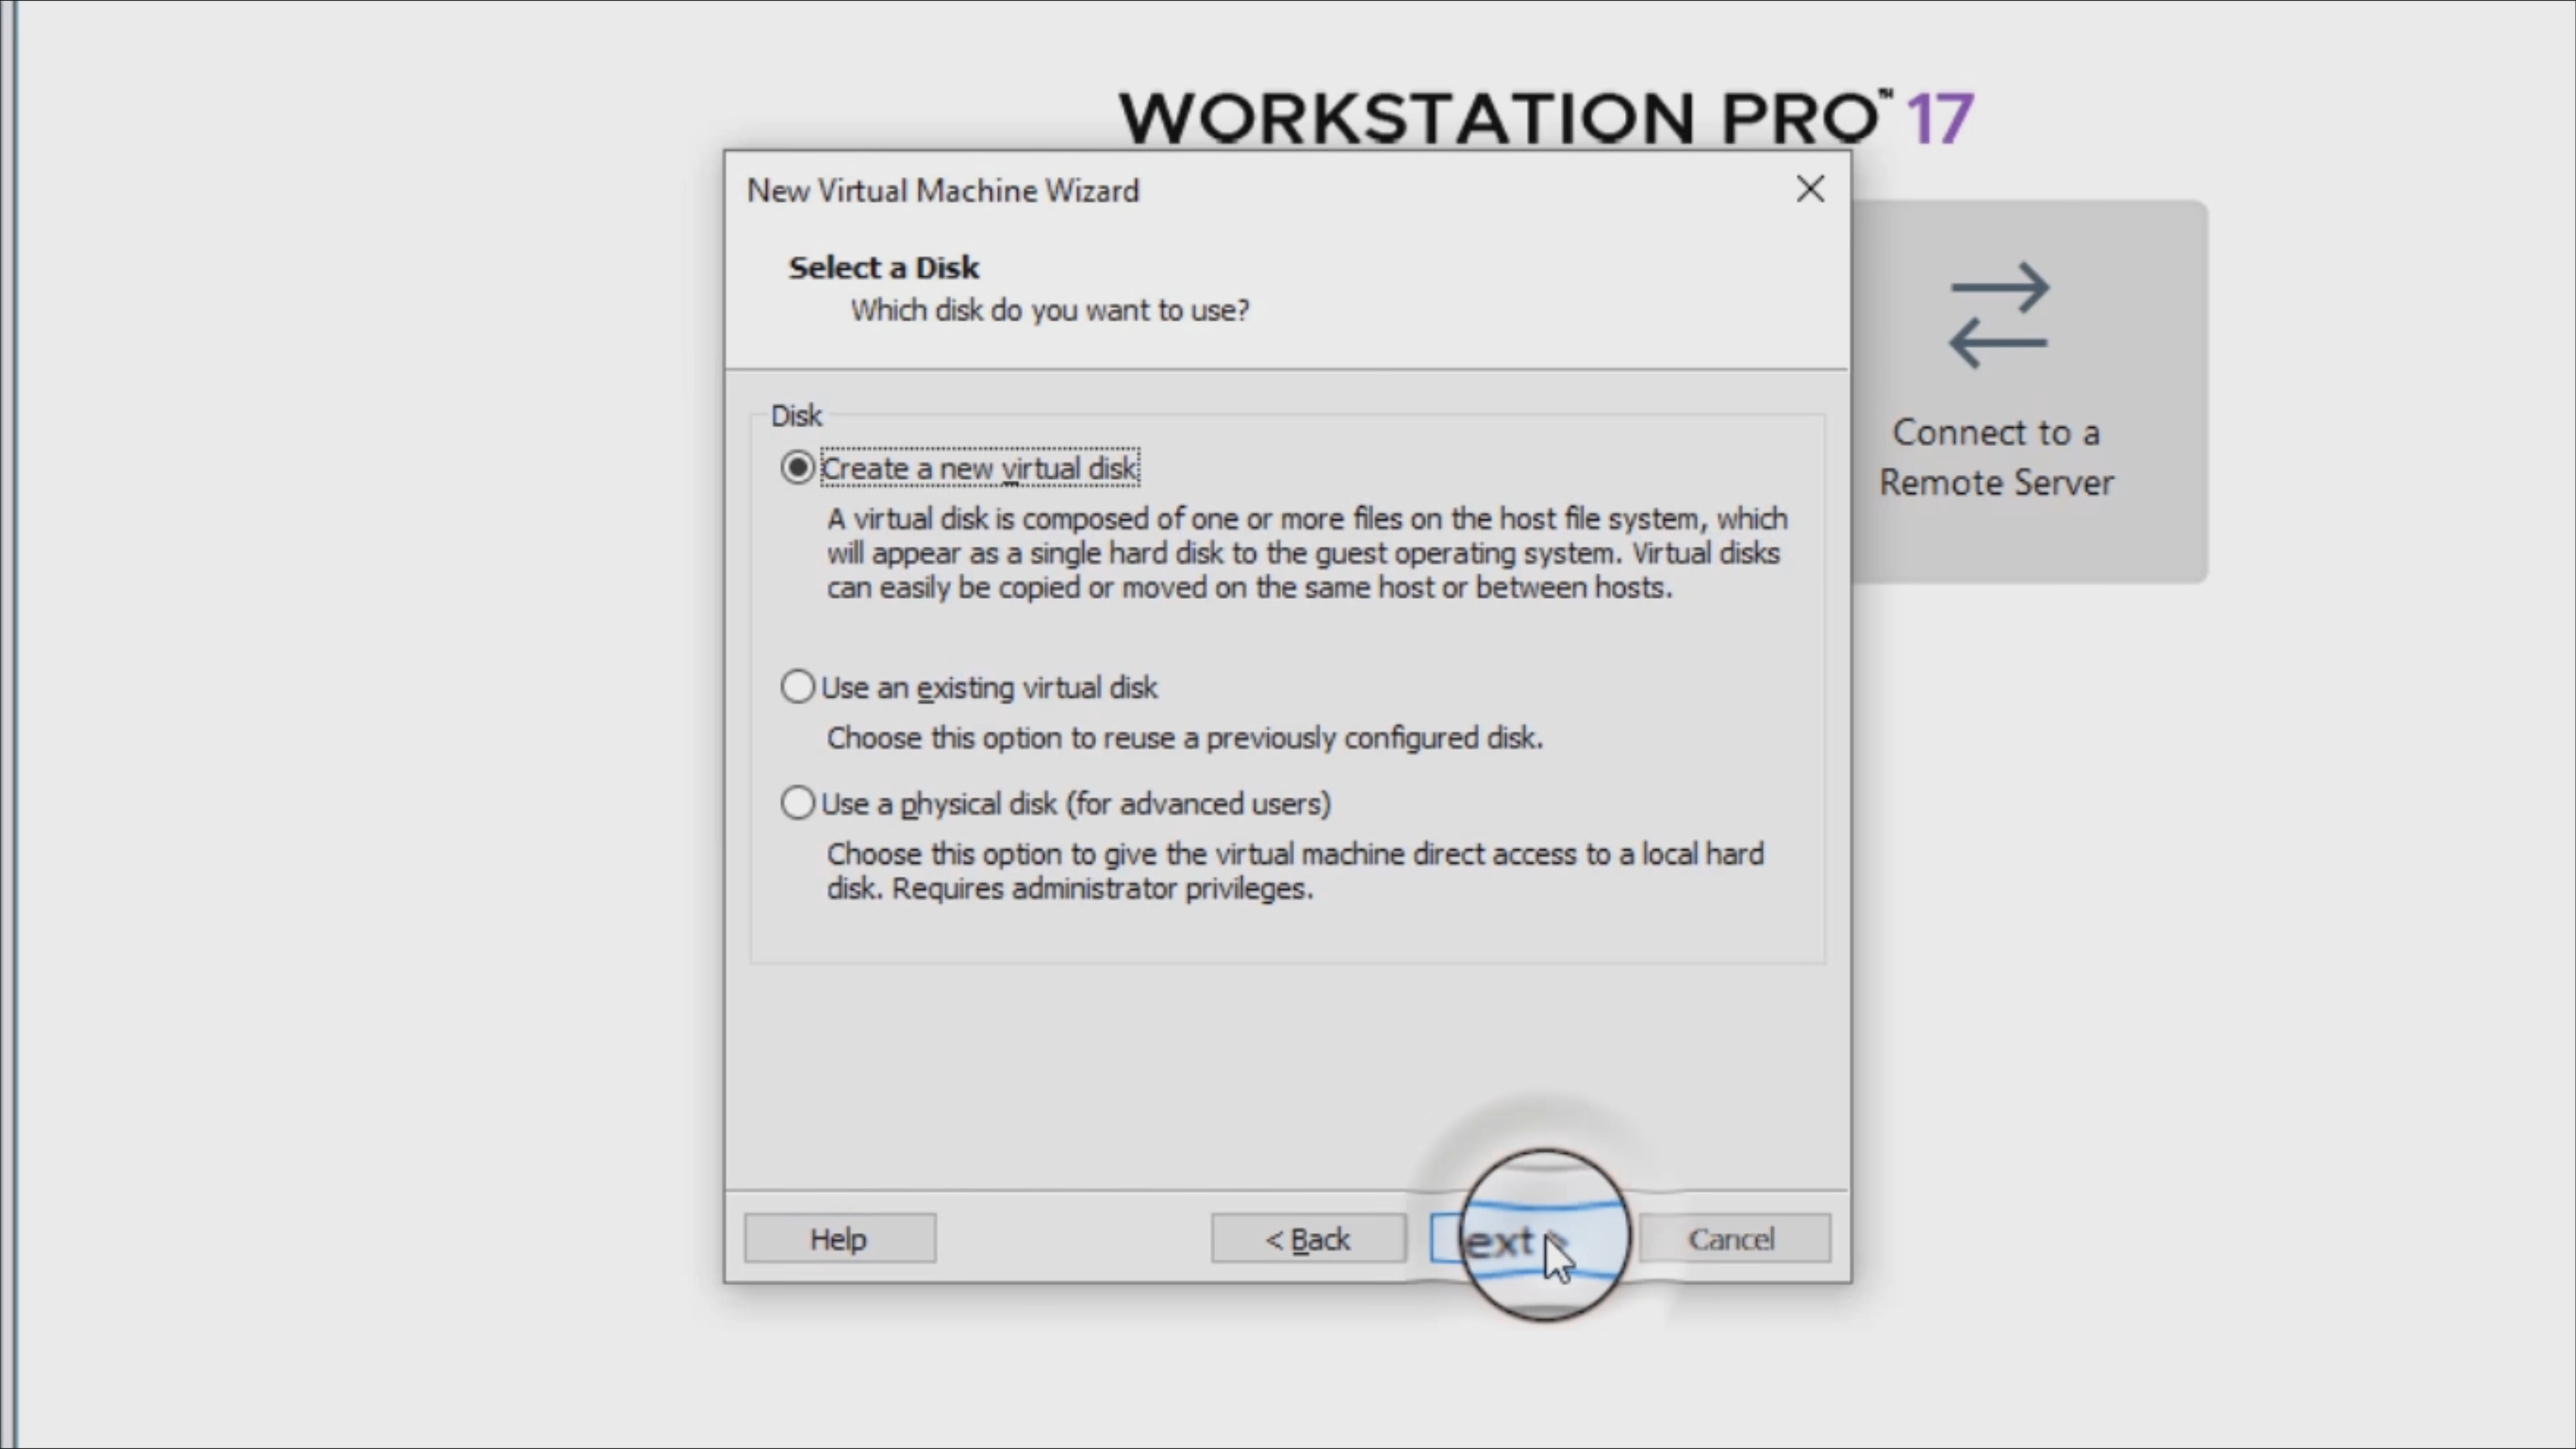 WORKSTATION PRO™ 17
New Virtual Machine Wizard
Select a Disk
Which disk do you want to use?
Disk
Create a new virtual disk
A virtual disk is composed of one or more files on the host file system, which
will appear as a single hard disk to the guest operating system. Virtual disks
can easily be copied or moved on the same host or between hosts.
Use an existing virtual disk
Choose this option to reuse a previously configured disk.
Use a physical disk (for advanced users)
Choose this option to give the virtual machine direct access to a local hard
disk. Requires administrator privileges.
Connect to a
Remote Server
Help
< Back
ext >
Cancel